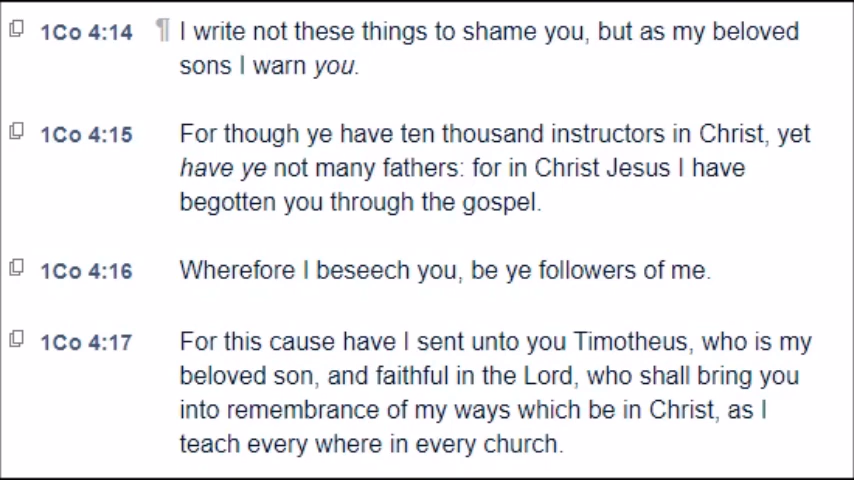 1Co 4:14 ¶ I write not these things to shame you, but as my beloved
sons I warn you.
1Co 4:15 For though ye have ten thousand instructors in Christ, yet
have ye not many fathers: for in Christ Jesus I have
begotten you through the gospel.
1Co 4:16 Wherefore I beseech you, be ye followers of me.
1Co 4:17 For this cause have I sent unto you Timotheus, who is my
beloved son, and faithful in the Lord, who shall bring you
into remembrance of my ways which be in Christ, as I
teach every where in every church.